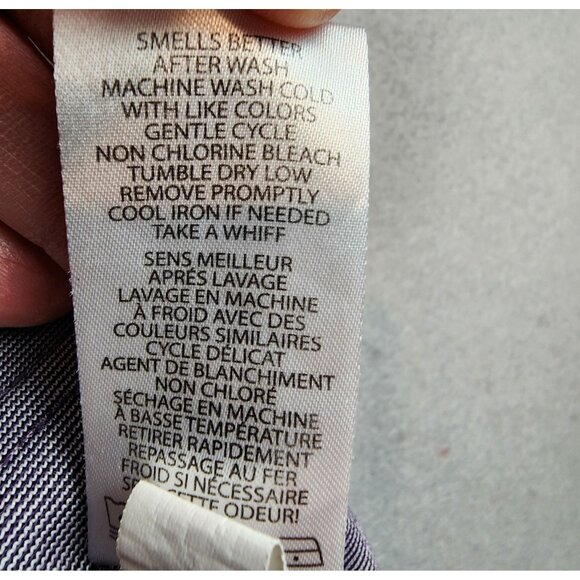 SMELLS BETTER
AFTER WASH
MACHINE WASH COLD
WITH LIKE COLORS
GENTLE CYCLE
NON CHLORINE BLEACH
TUMBLE DRY LOW
REMOVE PROMPTLY
COOL IRON IF NEEDED
TAKE A WHIFF
SENS MEILLEUR
APRÉS LAVAGE
LAVAGE EN MACHINE
À FROID AVEC DES
COULEURS SIMILAIRES
CYCLE DÉLICAT
AGENT DE BLANCHIMENT
NON CHLORÉ
SÉCHAGE EN MACHINE
À BASSE TEMPÉRATURE
RETIRER RAPIDEMENT
REPASSAGE AU FER
FROID SI NÉCESSAIRE
CETTE ODEUR!